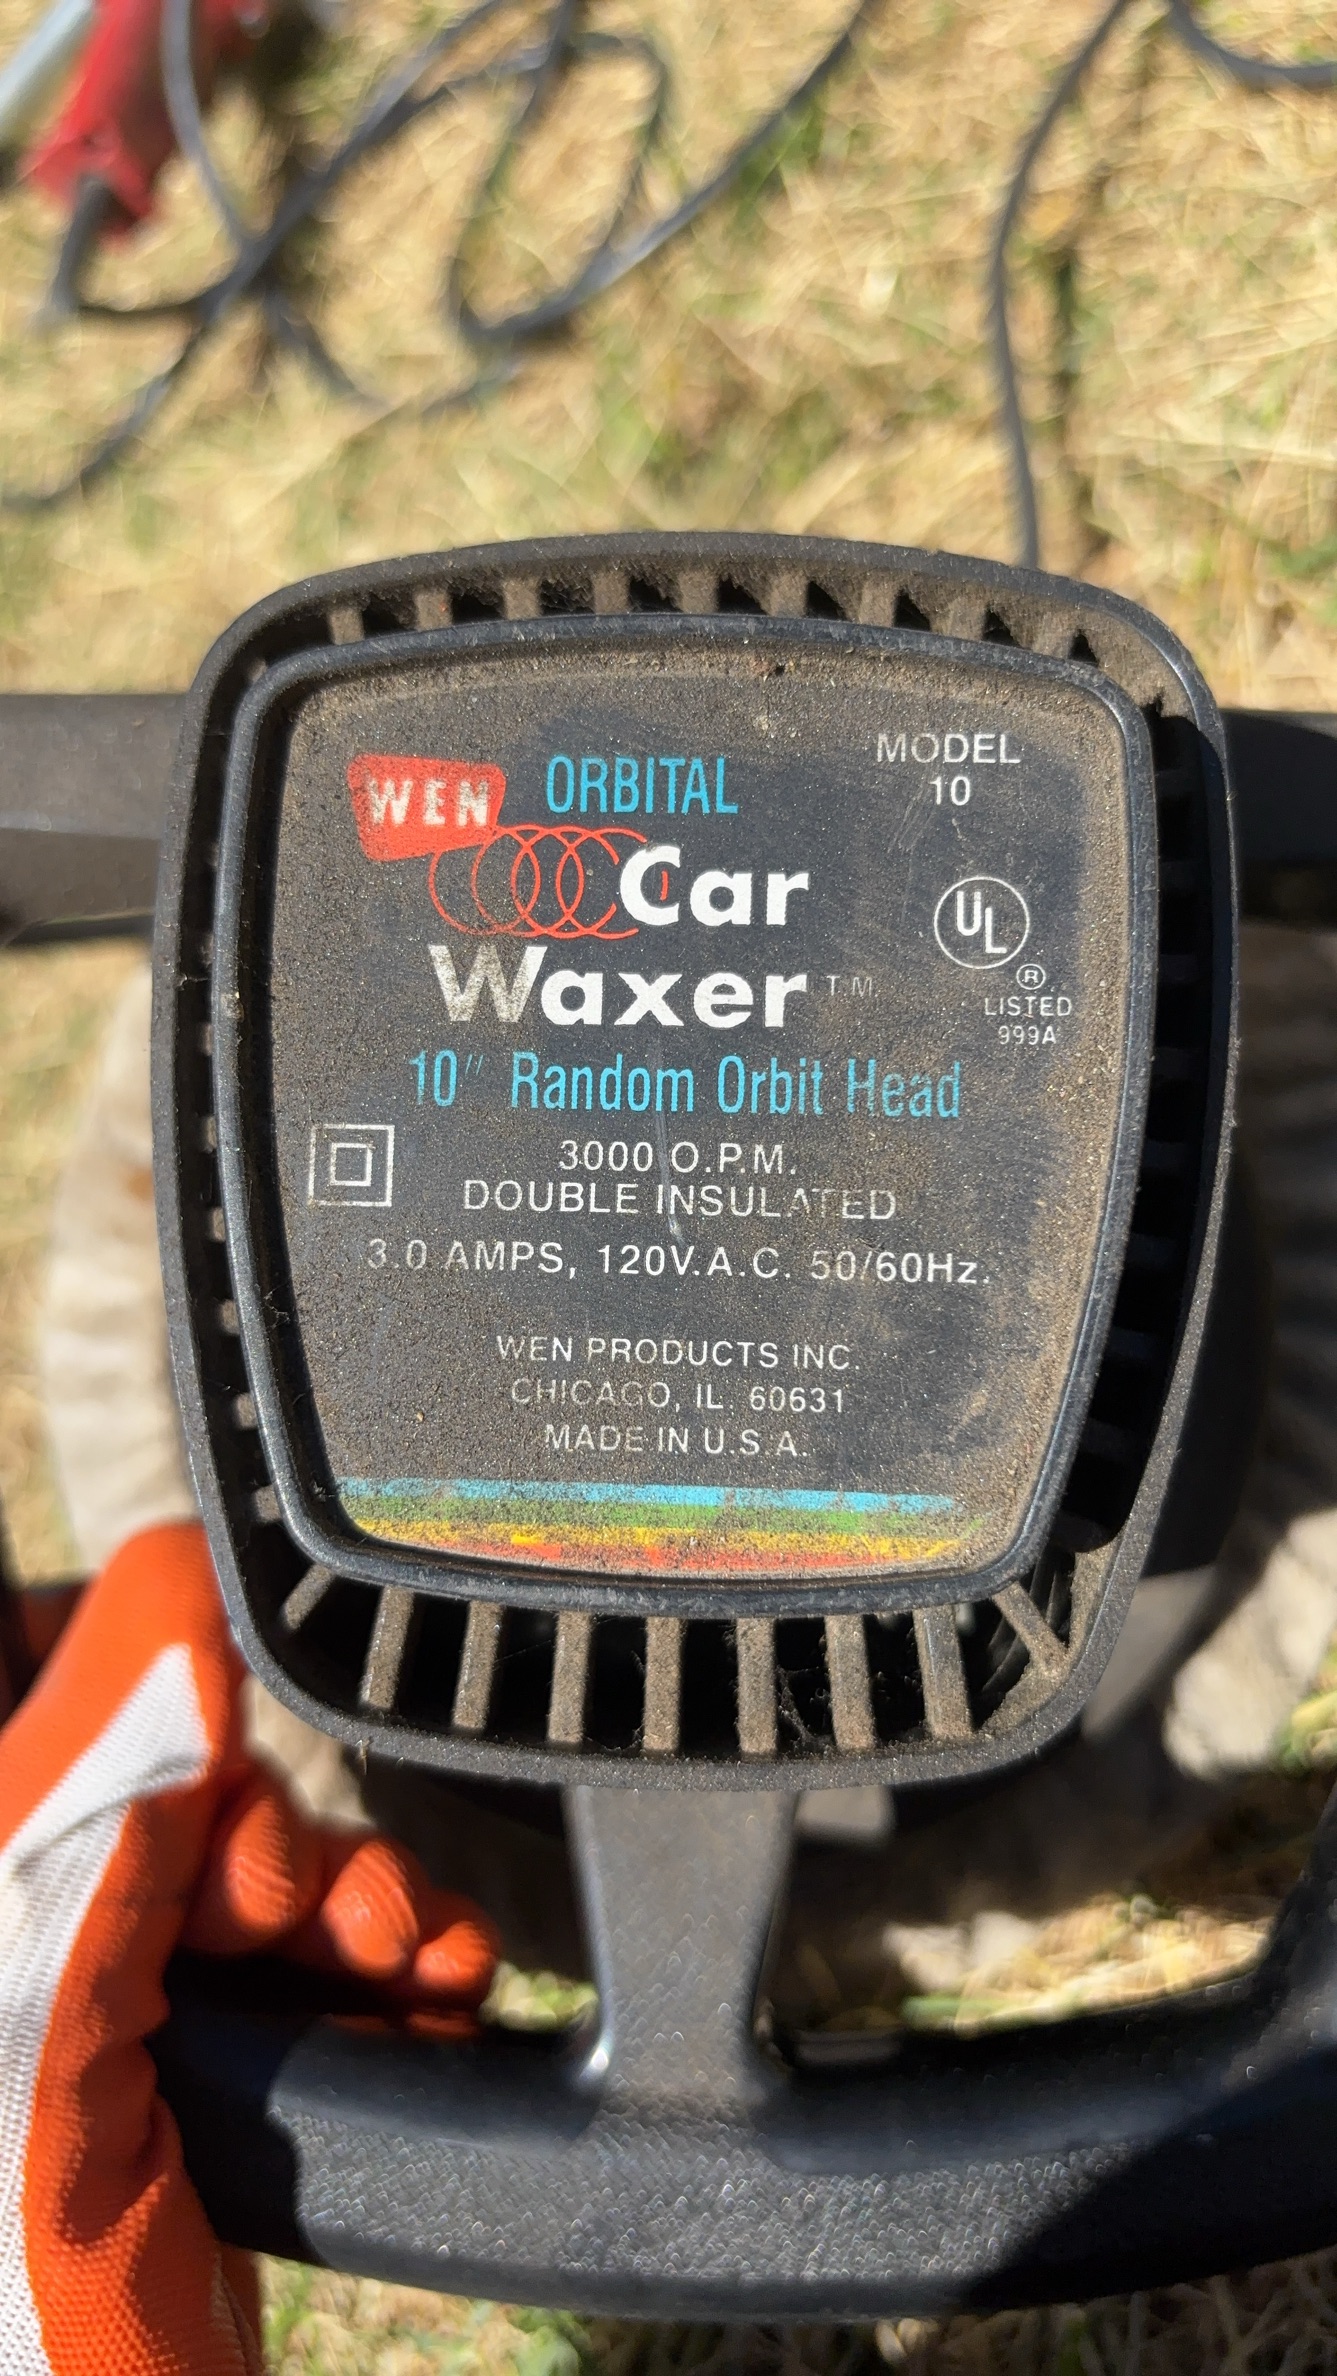 MODEL
10
WEN ORBITAL
Car
Waxer T.M.
UL
®
LISTED
999A
10" Random Orbit Head
3000 O.P.M.
DOUBLE INSULATED
3.0 AMPS, 120V.A.C. 50/60Hz.
WEN PRODUCTS INC.
CHICAGO, IL. 60631
MADE IN U.S.A.